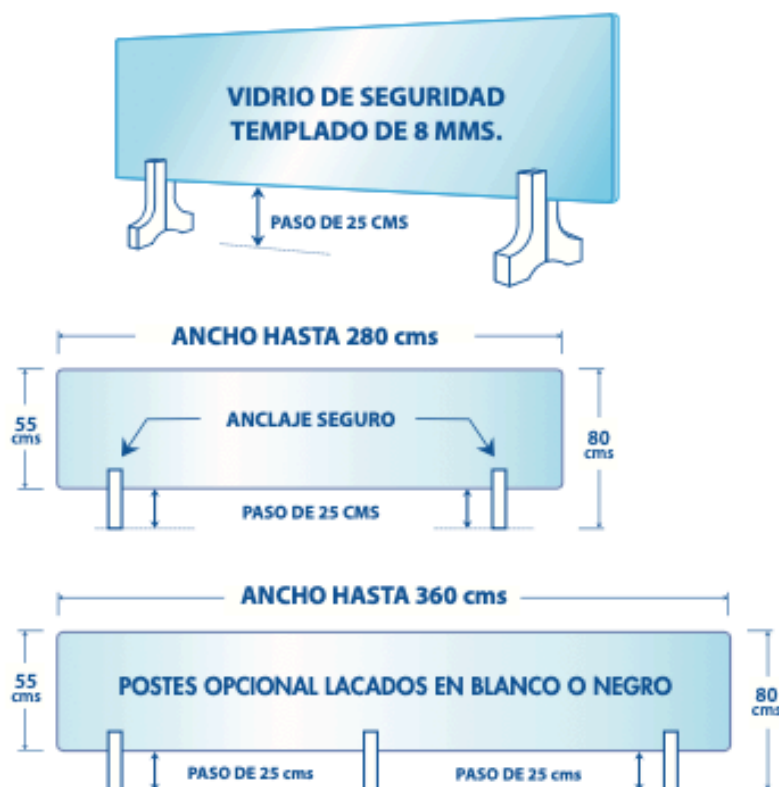 VIDRIO DE SEGURIDAD
TEMPLADO DE 8 MMS.
PASO DE 25 CMS
ANCHO HASTA 280 cms
55
cms
ANCLAJE SEGURO
80
cms
PASO DE 25 CMS
ANCHO HASTA 360 cms
55
cms
POSTES OPCIONAL LACADOS EN BLANCO O NEGRO
80
cms
PASO DE 25 cms
PASO DE 25 cms